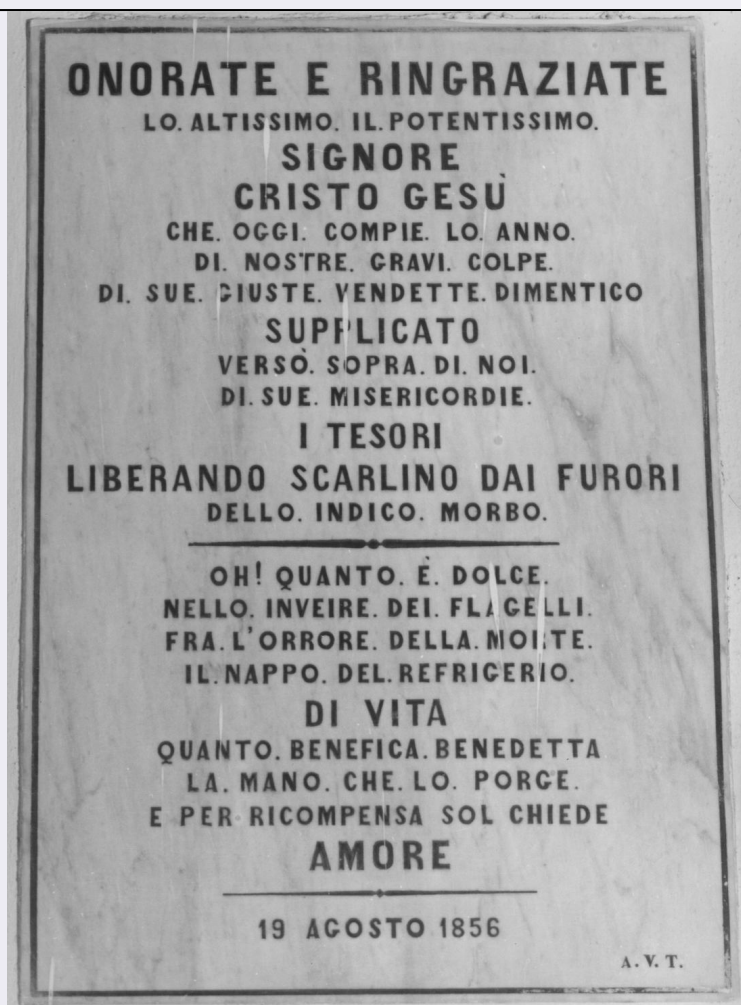 ONORATE E RINGRAZIATE
LO. ALTISSIMO. IL. POTENTISSIMO.
SIGNORE
CRISTO GESÙ
CHE. OGGI. COMPIE. LO. ANNO.
DI. NOSTRE. GRAVI. COLPE.
DI. SUE. GIUSTE. VENDETTE. DIMENTICO
SUPPLICATO
VERSÒ. SOPRA. DI. NOI.
DI. SUE. MISERICORDIE.
I TESORI
LIBERANDO SCARLINO DAI FURORI
DELLO. INDICO. MORBO.
OH! QUANTO. È. DOLCE.
NELLO. INVEIRE. DEI. FLAGELLI.
FRA. L'ORRORE. DELLA. MORTE.
IL. NAPPO. DEL. REFRIGERIO.
DI VITA
QUANTO. BENEFICA. BENEDETTA
LA. MANO. CHE. LO. PORGE.
E PER RICOMPENSA SOL CHIEDE
AMORE
19 AGOSTO 1856
A. V. T.